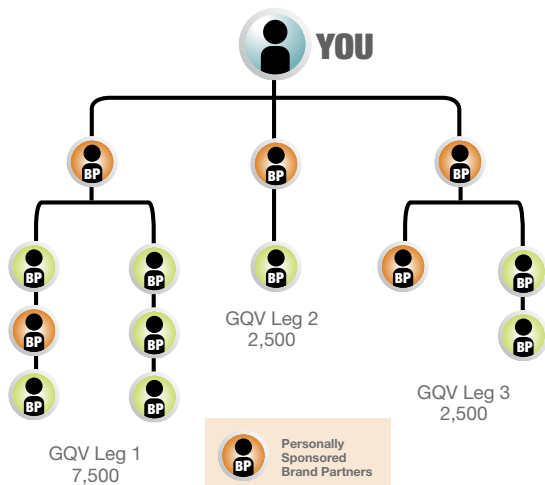 YOU
BP
BP
BP
BP
BP
BP
BP
BP
BP
BP
BP
BP
BP
GQV Leg 2
2,500
GQV Leg 3
2,500
GQV Leg 1
7,500
BP
Personally
Sponsored
Brand Partners